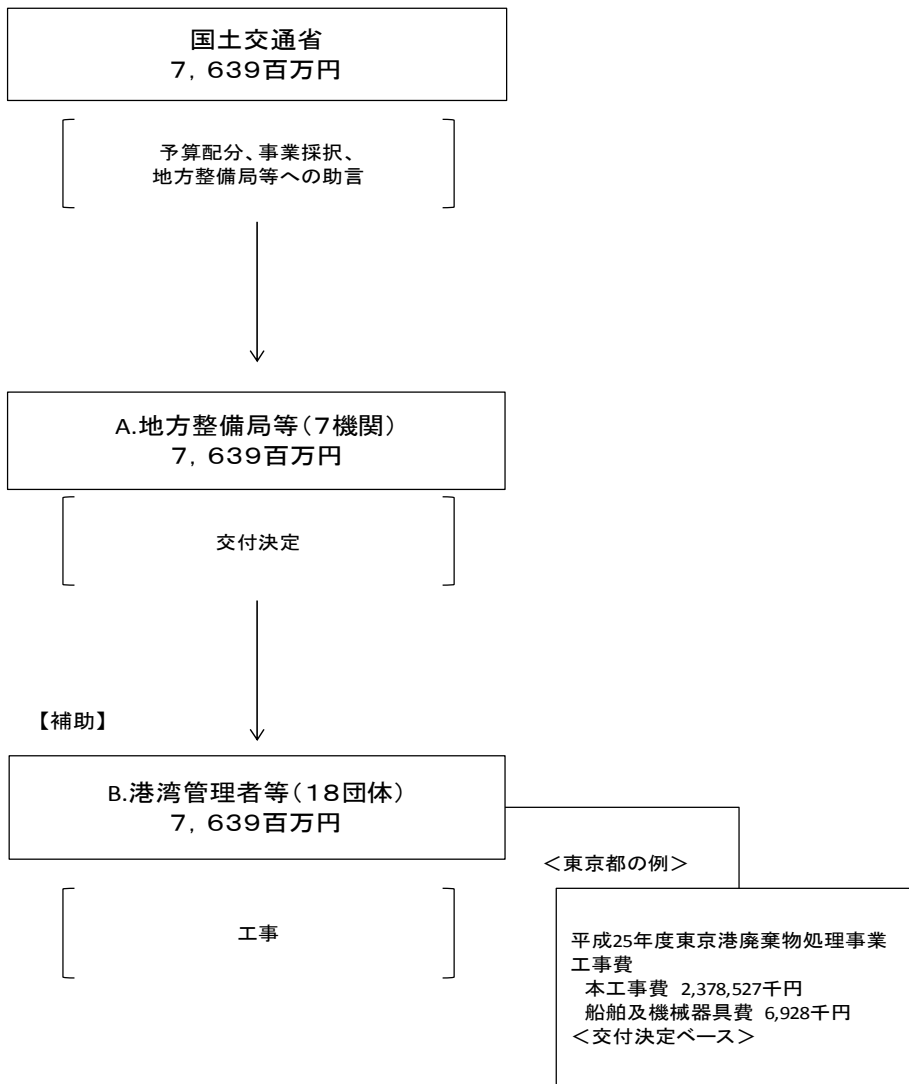 国土交通省
７，６３９百万円
予算配分、事業採択、
地方整備局等への助言
A.地方整備局等（７機関）
７，６３９百万円
交付決定
【補助】
B.港湾管理者等（１８団体）
７，６３９百万円
＜東京都の例＞
工事
平成25年度東京港廃棄物処理事業
工事費
本工事費 2,378,527千円
船舶及機械器具費 6,928千円
＜交付決定ベース＞